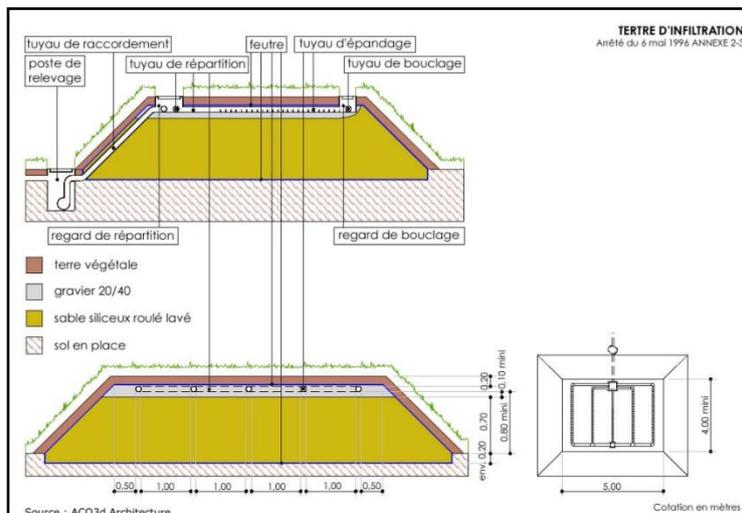 TERTRE D'INFILTRATION
Arrêté du 6 mai 1996 ANNEXE 2-3
tuyau de raccordement
feutre
tuyau d'épandage
poste de
relevage
tuyau de répartition
tuyau de bouclage
regard de répartition
regard de bouclage
terre végétale
gravier 20/40
sable siliceux roulé lavé
sol en place
0,20
0,10 mini
0,70
0,80 mini
env. 0,20
0,50
1,00
1,00
1,00
1,00
0,50
4,00 mini
5,00
Source : ACO3d Architecture
Cotation en mètres